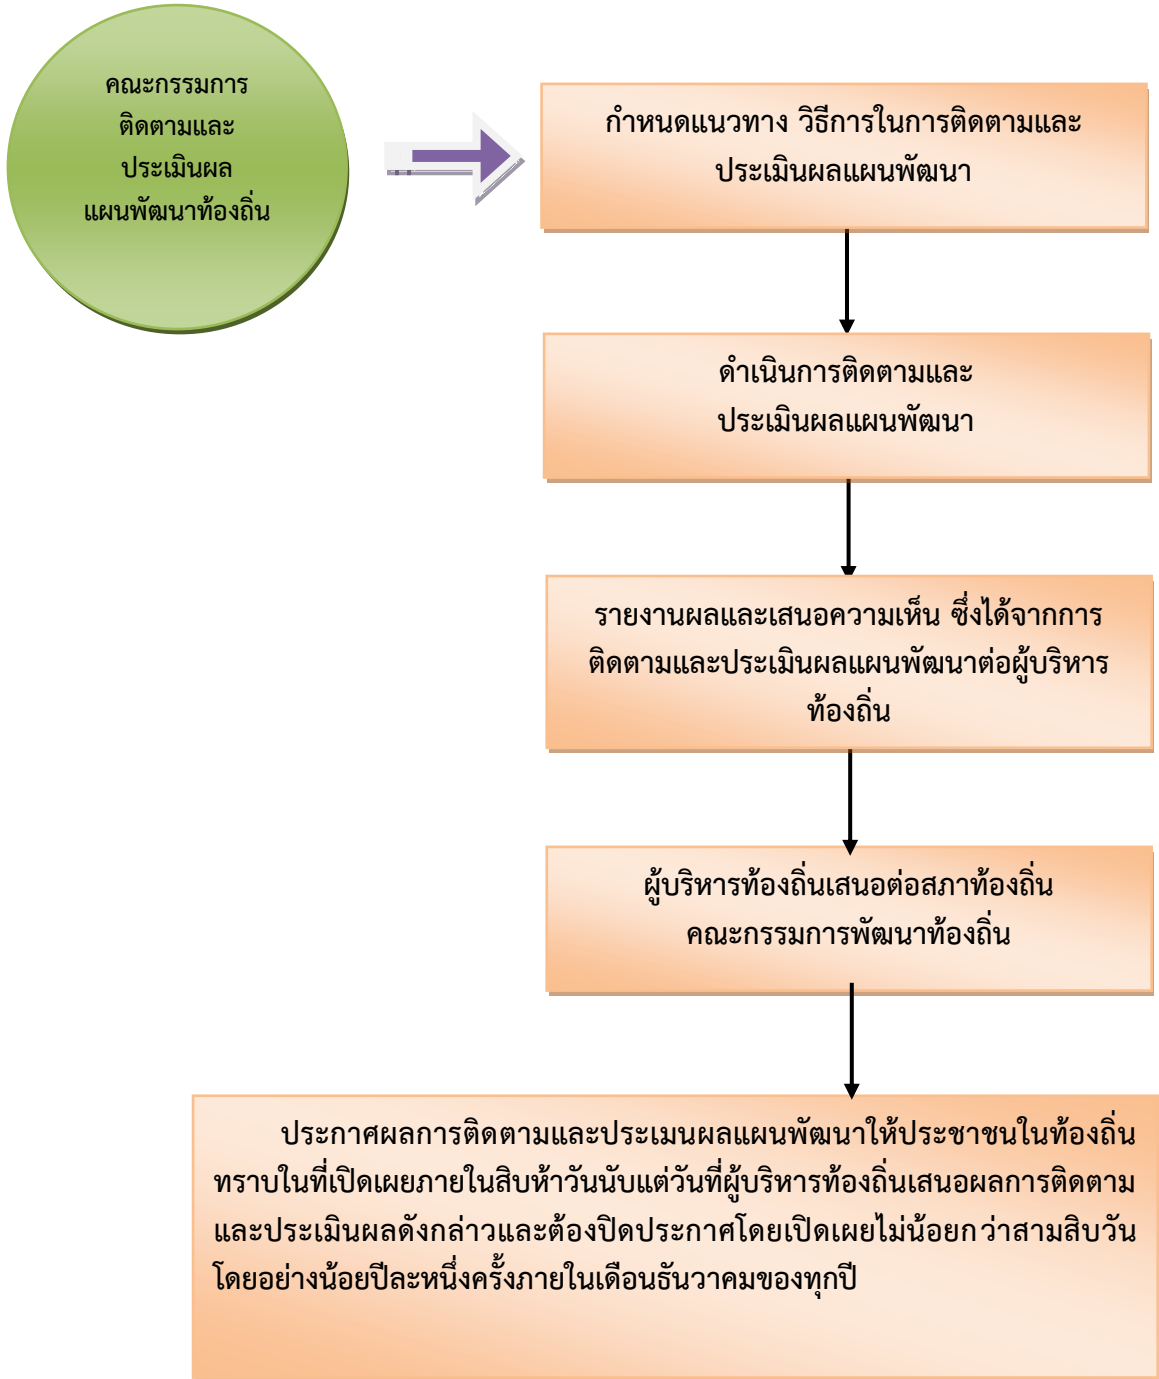 คณะกรรมการ
ติดตามและ
ประเมินผล
แผนพัฒนาท้องถิ่น
กำหนดแนวทาง วิธีการในการติดตามและ
ประเมินผลแผนพัฒนา
ดำเนินการติดตามและ
ประเมินผลแผนพัฒนา
รายงานผลและเสนอความเห็น ซึ่งได้จากการ
ติดตามและประเมินผลแผนพัฒนาต่อผู้บริหาร
ท้องถิ่น
ผู้บริหารท้องถิ่นเสนอต่อสภาท้องถิ่น
คณะกรรมการพัฒนาท้องถิ่น
ประกาศผลการติดตามและประเมนผลแผนพัฒนาให้ประชาชนในท้องถิ่น
ทราบในที่เปิดเผยภายในสิบห้าวันนับแต่วันที่ผู้บริหารท้องถิ่นเสนอผลการติดตาม
และประเมินผลดังกล่าวและต้องปิดประกาศโดยเปิดเผยไม่น้อยกว่าสามสิบวัน
โดยอย่างน้อยปีละหนึ่งครั้งภายในเดือนธันวาคมของทุกปี